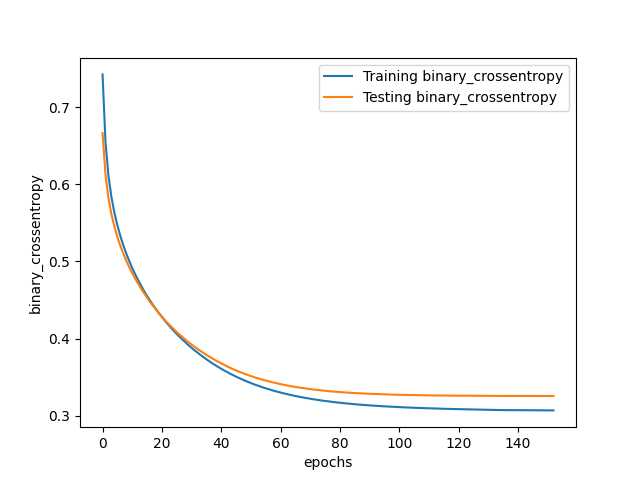 Training binary_crossentropy
Testing binary_crossentropy
0.7
0.6
0.5
0.4
0.3
binary_crossentropy
0 20 40 60 80 100 120 140
epochs